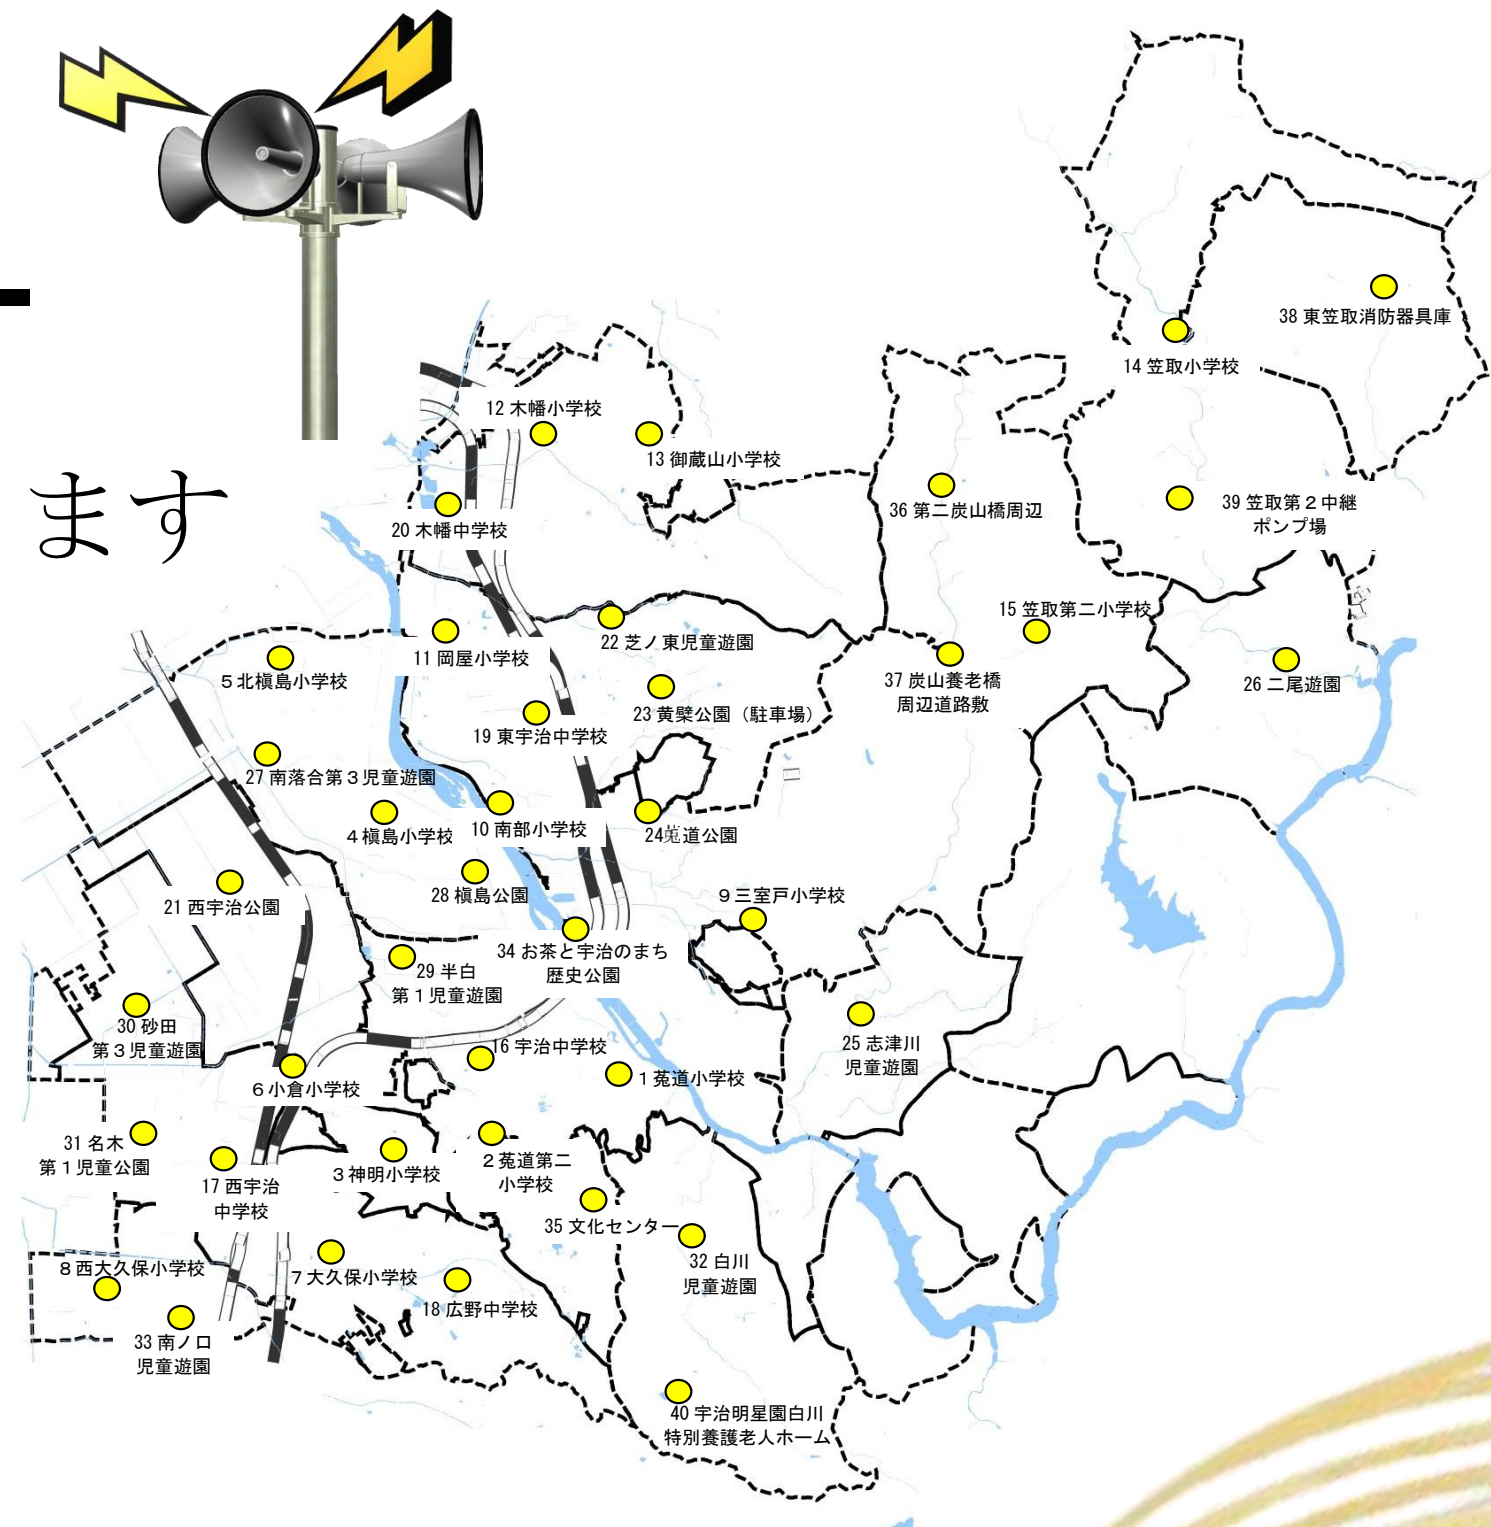 ます
38 東笠取消防器具庫
14 笠取小学校
12 木幡小学校
13 御蔵山小学校
36 第二炭山橋周辺
39 笠取第２中継
ポンプ場
20 木幡中学校
15 笠取第二小学校
22 芝ノ東児童遊園
11 岡屋小学校
5 北槇島小学校
37 炭山養老橋
周辺道路敷
26 二尾遊園
23 黄檗公園（駐車場）
19 東宇治中学校
27 南落合第３児童遊園
4 槇島小学校
10 南部小学校
24 莵道公園
28 槇島公園
9 三室戸小学校
21 西宇治公園
34 お茶と宇治のまち
歴史公園
29 半白
第１児童遊園
30 砂田
第３児童遊園
25 志津川
児童遊園
16 宇治中学校
1 菟道小学校
6 小倉小学校
31 名木
第１児童公園
17 西宇治
中学校
3 神明小学校
2 菟道第二
小学校
35 文化センター
32 白川
児童遊園
8 西大久保小学校
7 大久保小学校
18 広野中学校
33 南ノ口
児童遊園
40 宇治明星園白川
特別養護老人ホーム